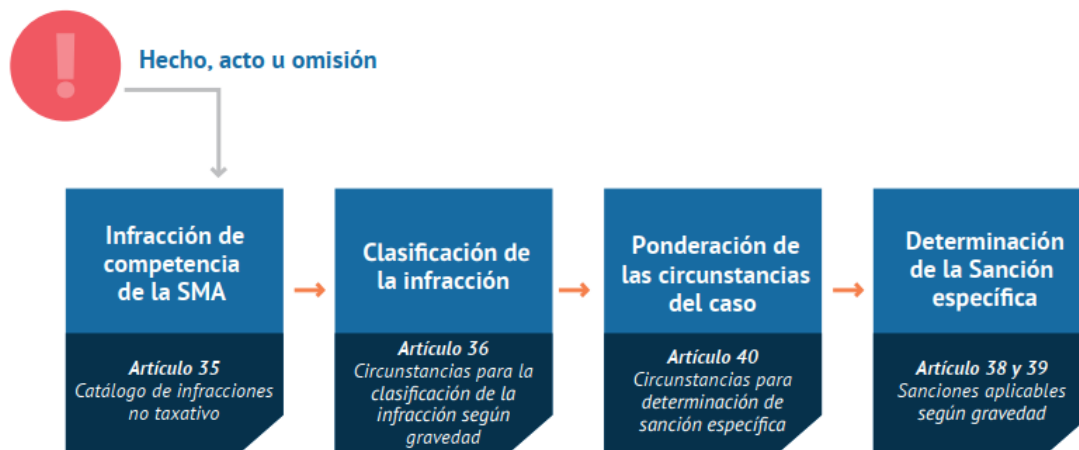 !
Hecho, acto u omisión
Infracción de
competencia
de la SMA
Artículo 35
Catálogo de infracciones
no taxativo
Clasificación de
la infracción
Artículo 36
Circunstancias para la
clasificación de la
infracción según
gravedad
Ponderación de
las circunstancias
del caso
Artículo 40
Circunstancias para
determinación de
sanción específica
Determinación
de la Sanción
específica
Artículo 38 y 39
Sanciones aplicables
según gravedad